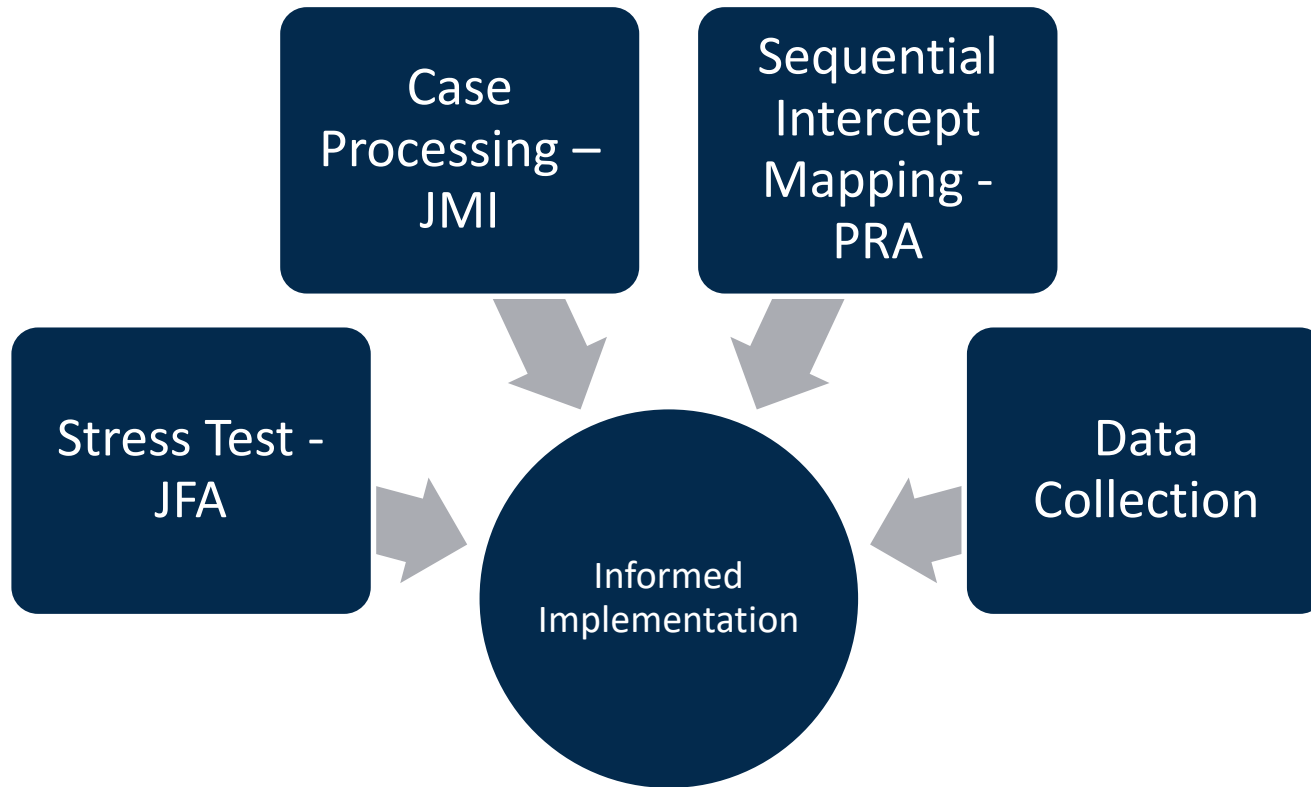 Case
Processing –
JMI
Sequential
Intercept
Mapping -
PRA
Stress Test -
JFA
Data
Collection
Informed
Implementation